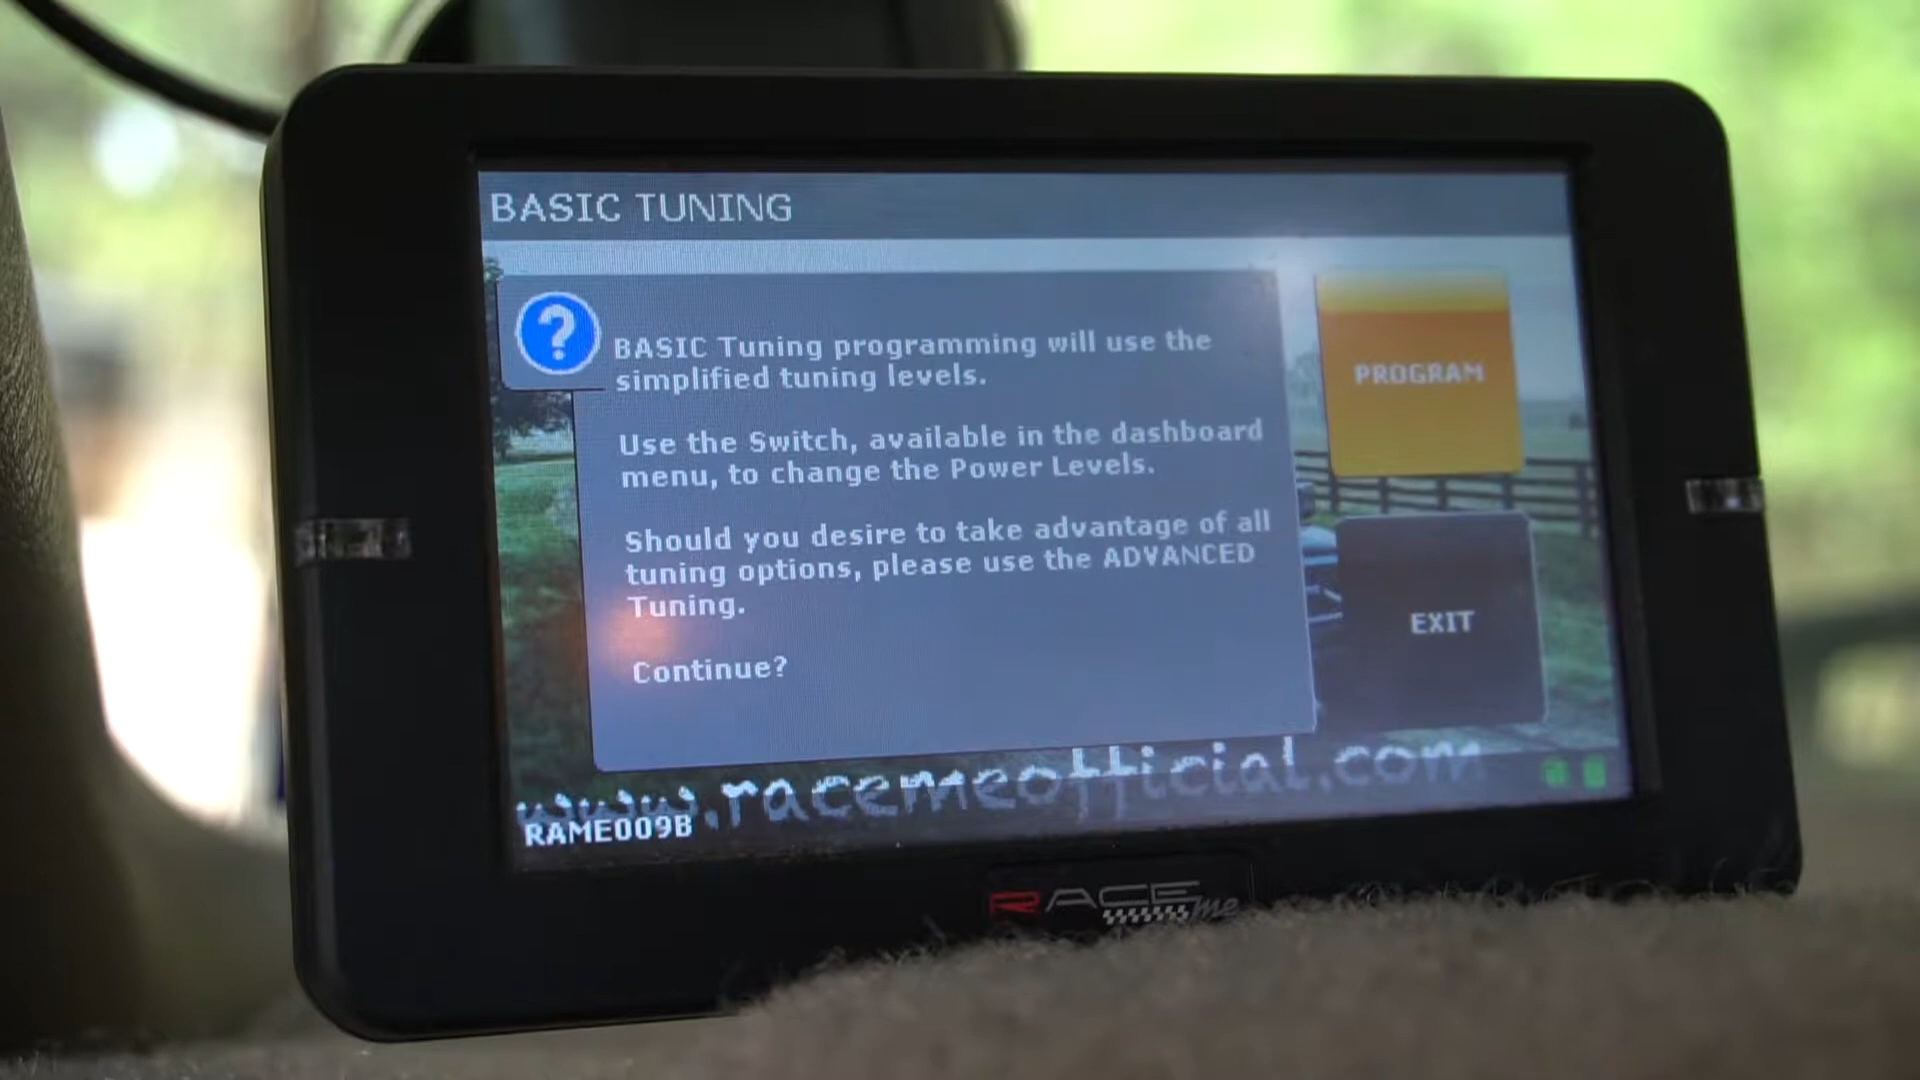 BASIC TUNING
BASIC Tuning programming will use the
simplified tuning levels.
Use the Switch, available in the dashboard
menu, to change the Power Levels.
Should you desire to take advantage of all
tuning options, please use the ADVANCED
Tuning.
Continue?
PROGRAM
EXIT
www.racemeofficial.com
RAME009B
RACE me